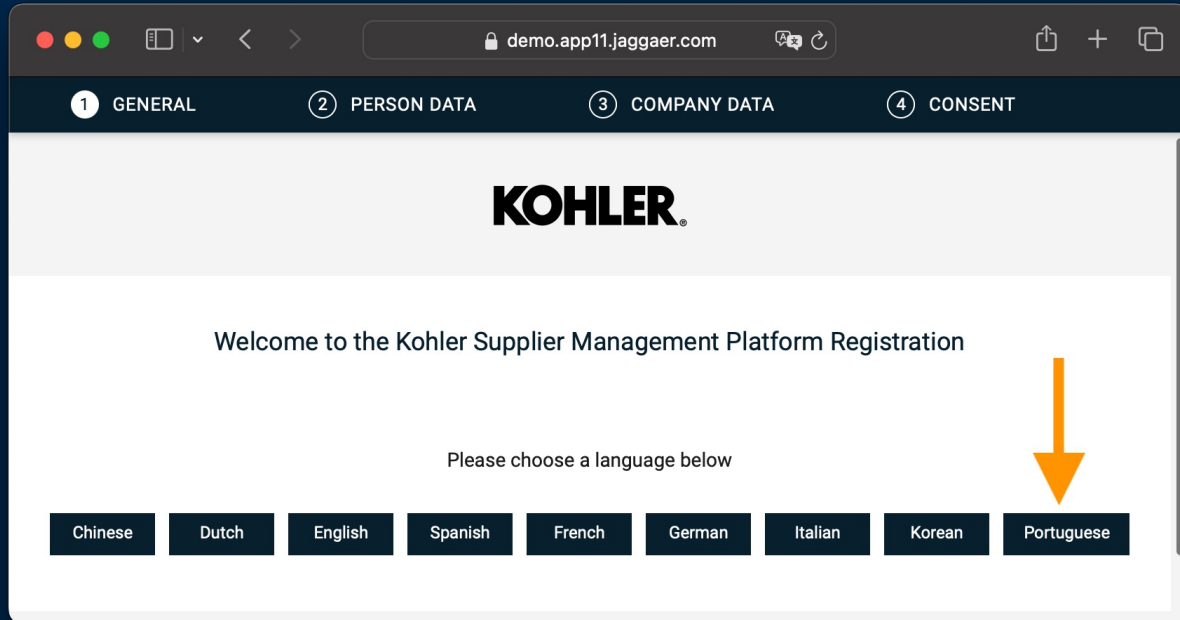 demo.app11.jaggaer.com
1 GENERAL 2 PERSON DATA 3 COMPANY DATA 4 CONSENT
KOHLER®
Welcome to the Kohler Supplier Management Platform Registration
Please choose a language below
Chinese Dutch English Spanish French German Italian Korean Portuguese